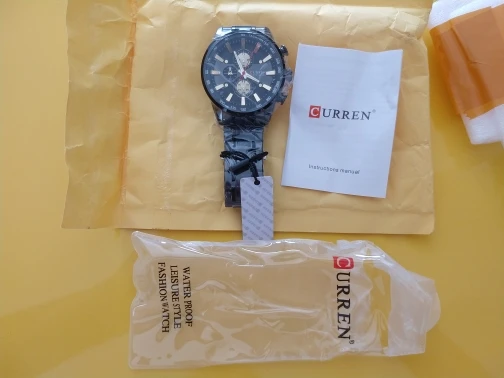 CURREN®
Instructions manual
CURREN®
WATER PROOF
LEISURE STYLE
FASHION WATCH